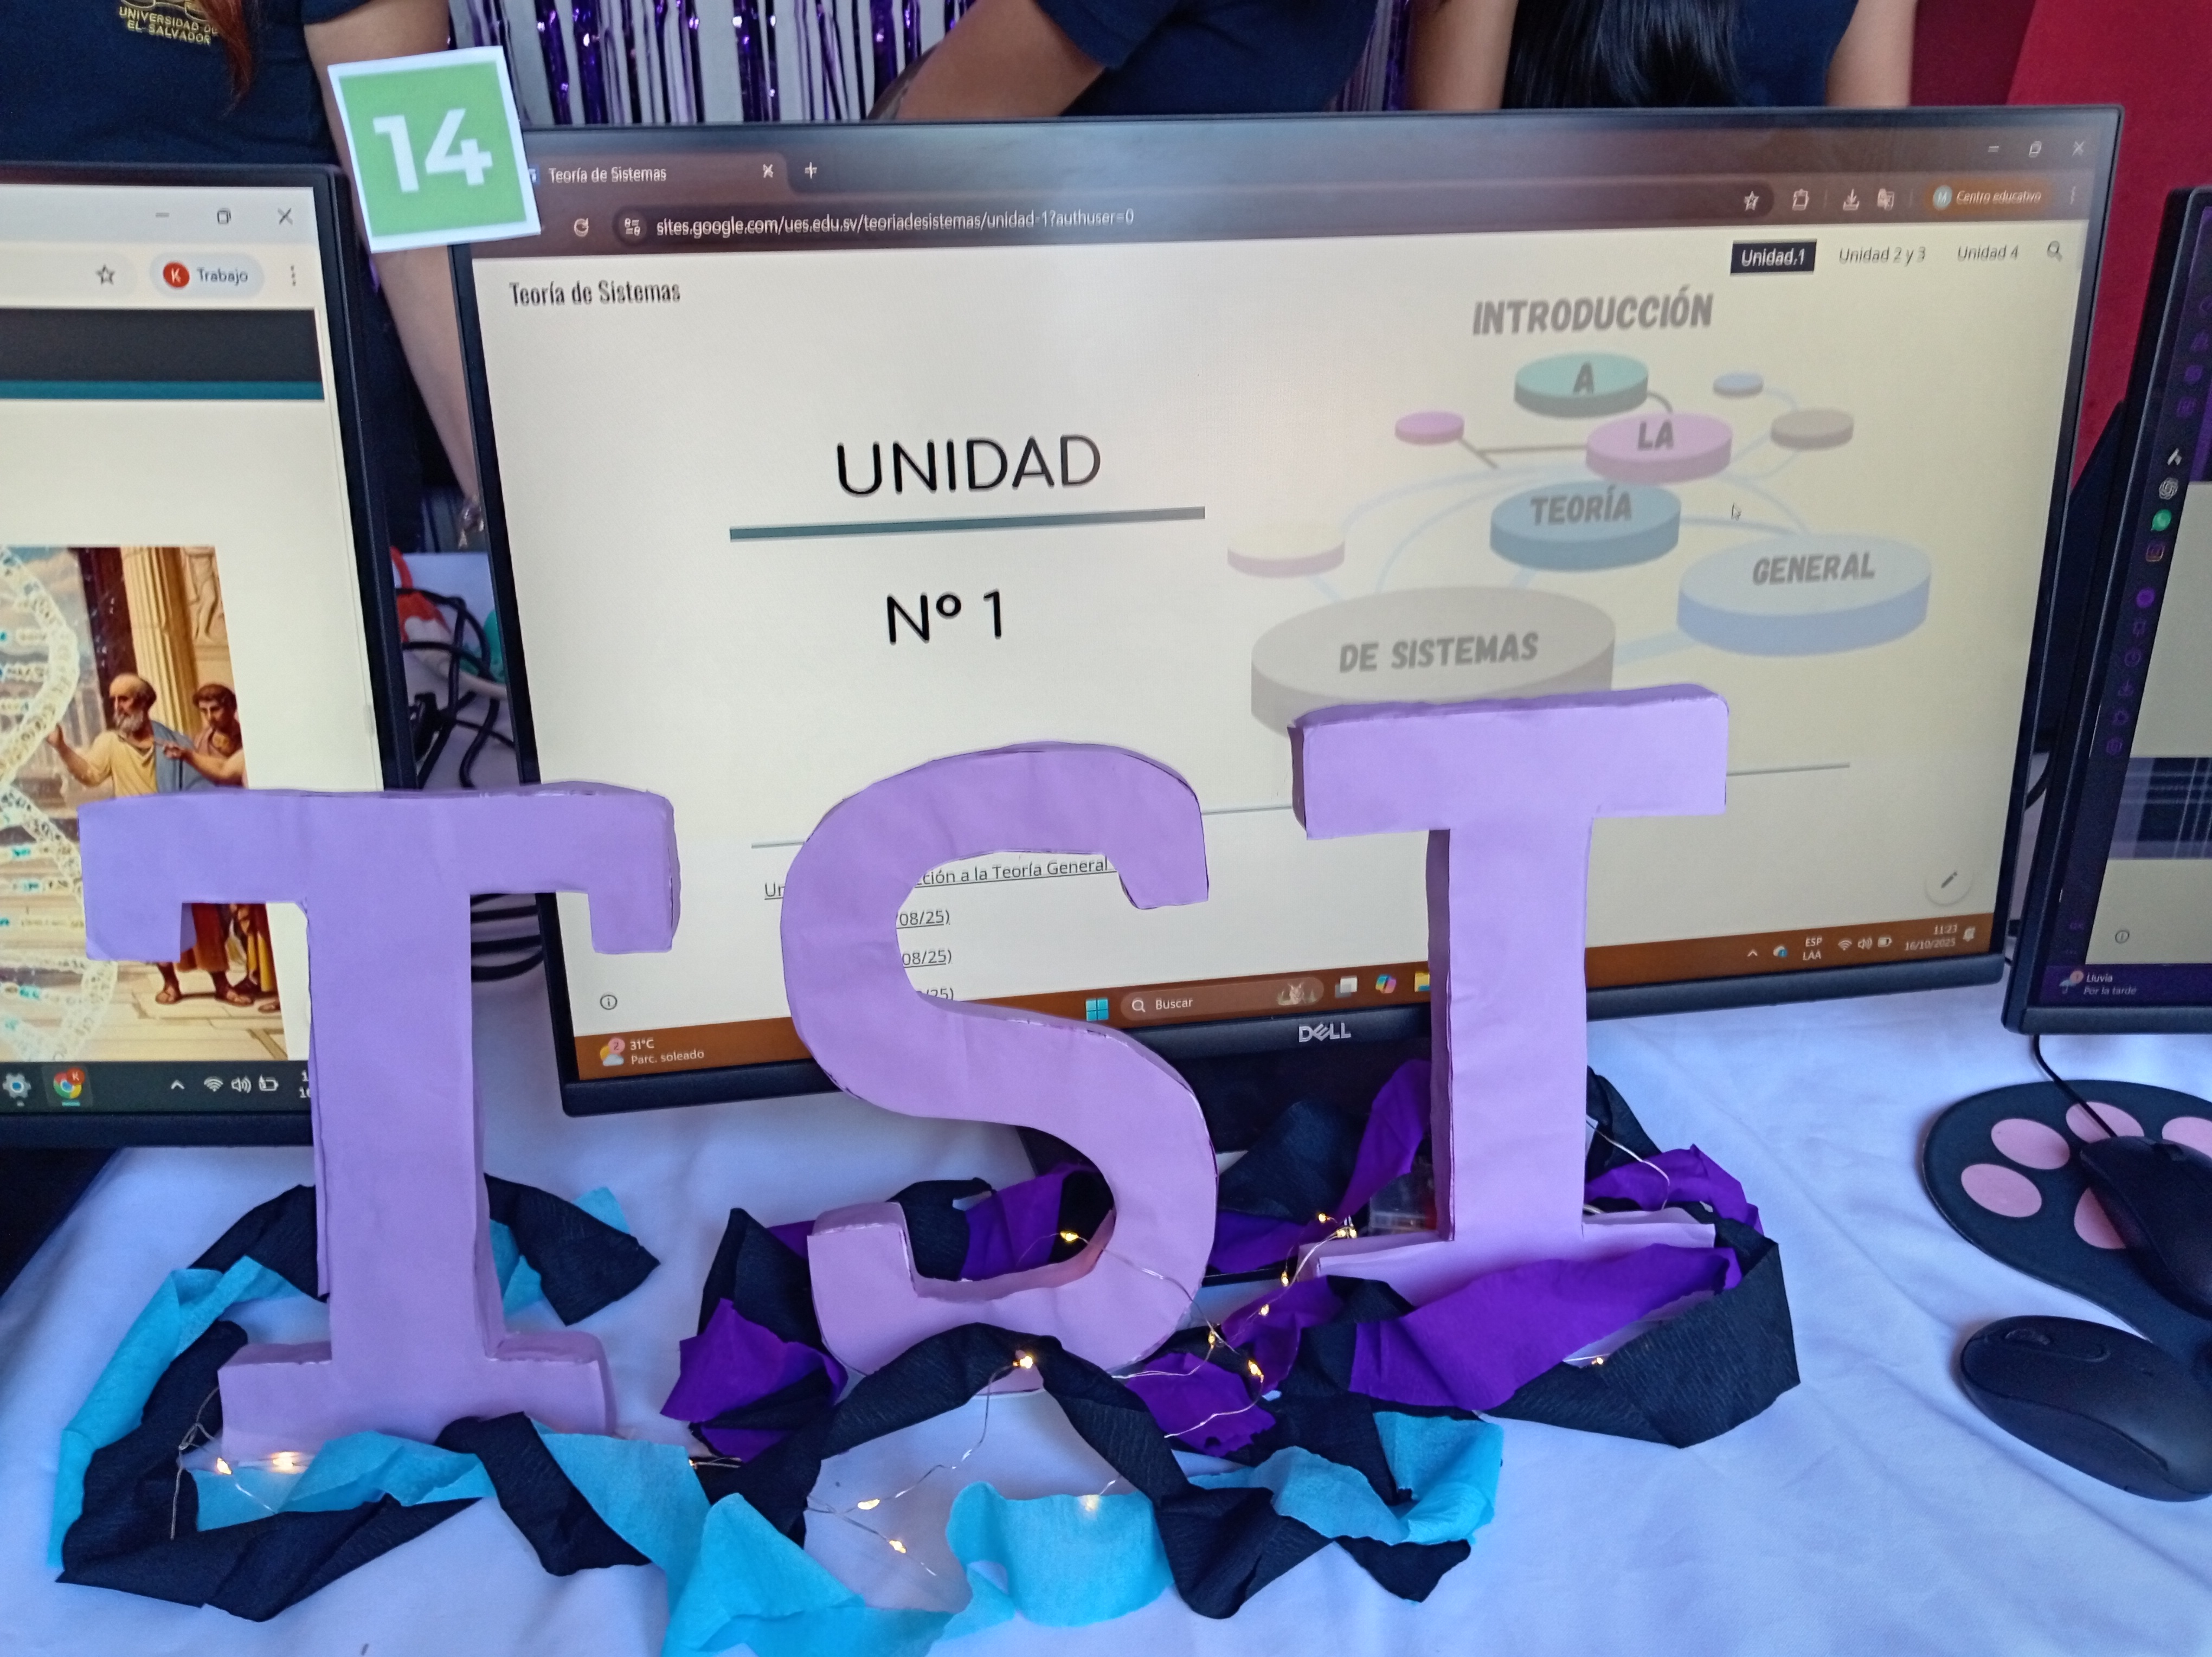 UNIVERSIDAD DE
EL SALVADOR
14
Trabajo
K
Teoría de Sistemas
sites.google.com/ues.edu.sv/teoriadesistemas/unidad-1?authuser=0
M Centro educativo
Teoría de Sistemas
Unidad 1
Unidad 2 y 3
Unidad 4
INTRODUCCIÓN
A
LA
TEORÍA
GENERAL
DE SISTEMAS
UNIDAD
Nº 1
a la Teoría General
08/25)
08/25)
/25)
31°C
Parc. soleado
Buscar
ESP
LAA
11:23
16/10/2025
DELL
Lluvia
Por la tarde
TSI